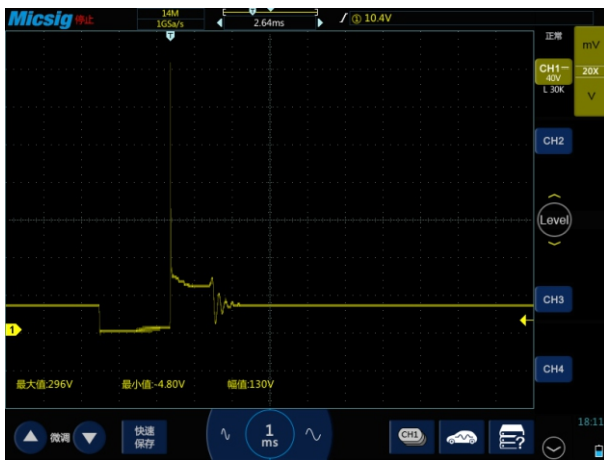 Micsig 停止
14M
1GSa/s
2.64ms
① 10.4V
正常
mV
CH1
40V
20X
L 30K
V
T
CH2
Level
1
CH3
CH4
最大值:296V 最小值:-4.80V 幅值:130V
微调
快速
保存
1
ms
CH1
18:11